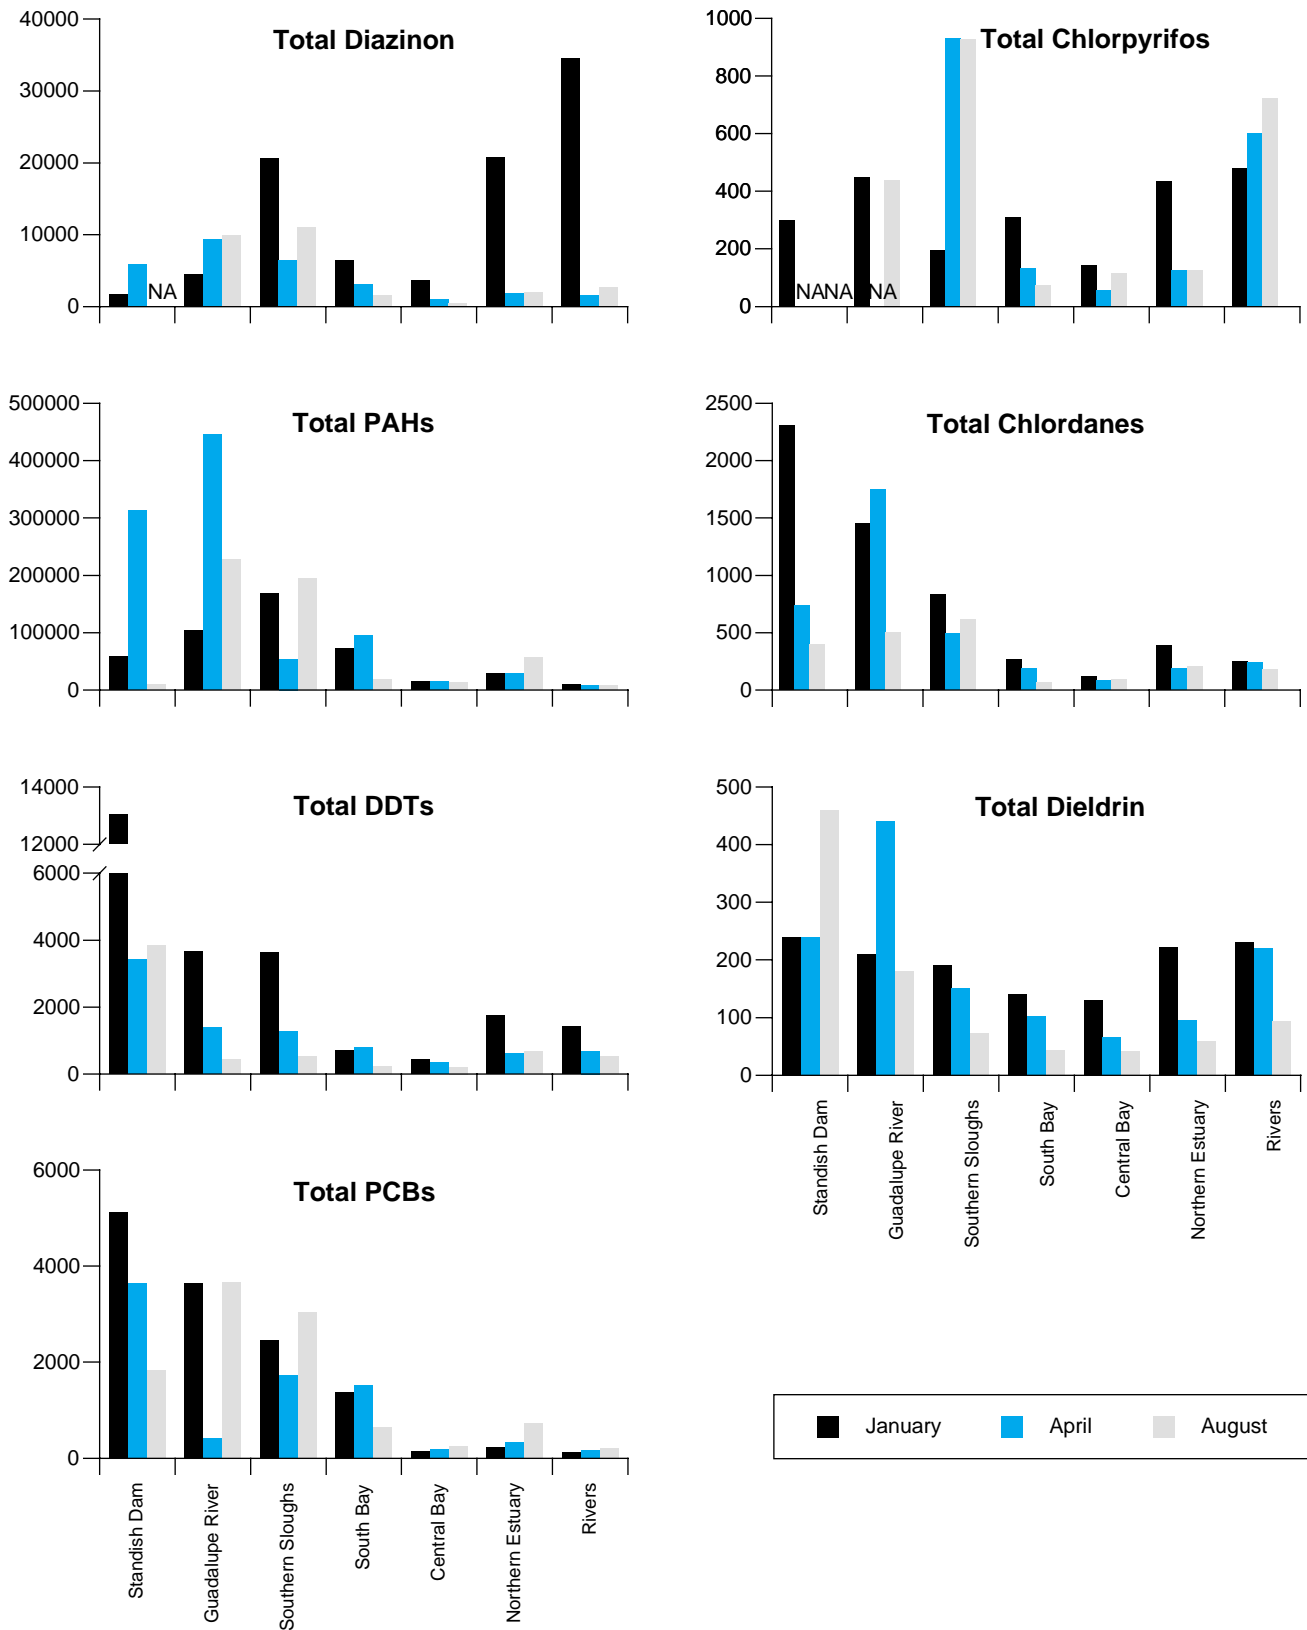 Total Diazinon
40000
30000
20000
10000
0
NA
Total Chlorpyrifos
1000
800
600
400
200
0
NA
NA
NA
Total PAHs
500000
400000
300000
200000
100000
0
Total Chlordanes
2500
2000
1500
1000
500
0
Total DDTs
14000
12000
6000
4000
2000
0
Total Dieldrin
500
400
300
200
100
0
Standish Dam
Guadalupe River
Southern Sloughs
South Bay
Central Bay
Northern Estuary
Rivers
Total PCBs
6000
4000
2000
0
Standish Dam
Guadalupe River
Southern Sloughs
South Bay
Central Bay
Northern Estuary
Rivers
January
April
August